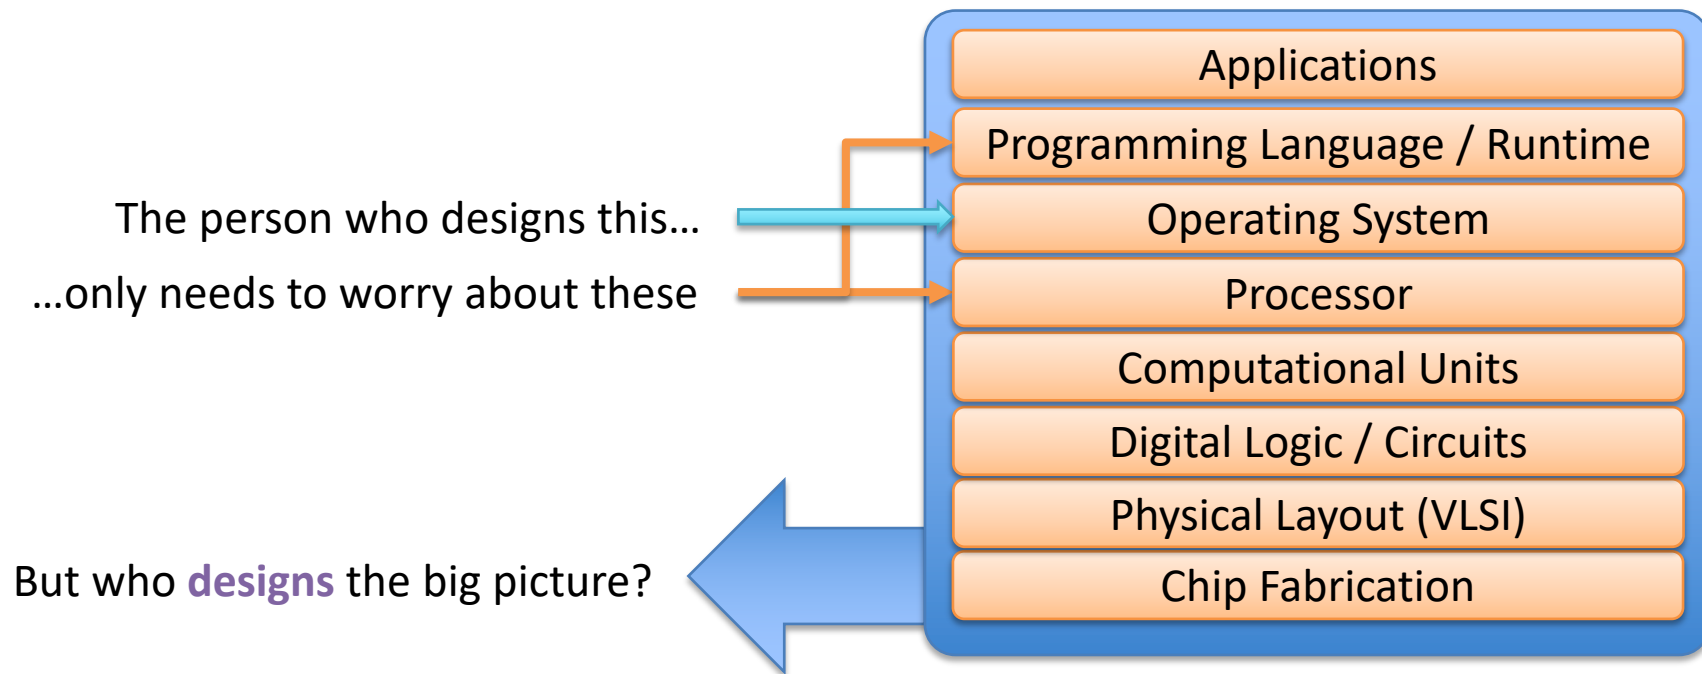 Applications
Programming Language / Runtime
The person who designs this…
Operating System
…only needs to worry about these
Processor
Computational Units
Digital Logic / Circuits
Physical Layout (VLSI)
But who designs the big picture?
Chip Fabrication